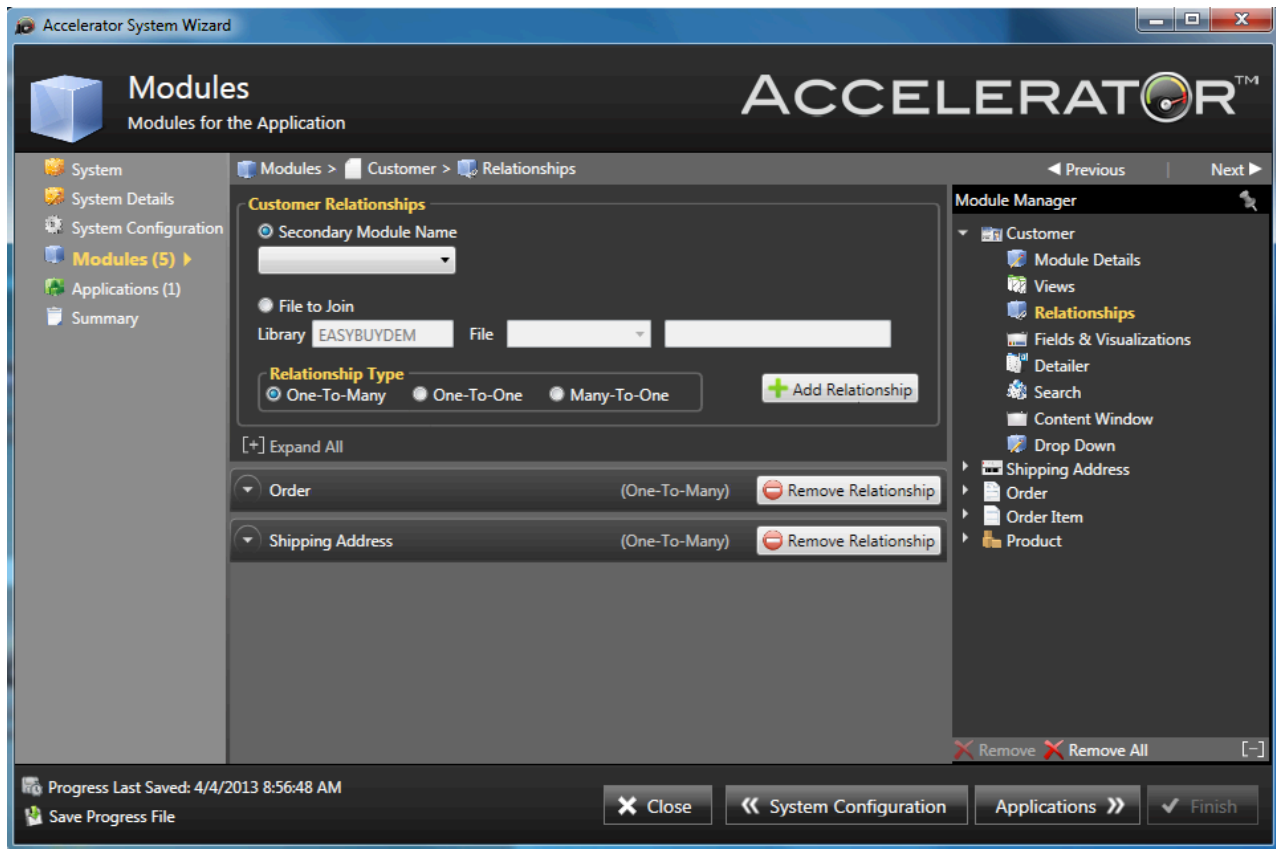 Accelerator System Wizard
Modules
Modules for the Application
ACCELERATOR™
System
System Details
System Configuration
Modules (5)
Applications (1)
Summary
Modules > Customer > Relationships
Previous | Next
Customer Relationships
Secondary Module Name
File to Join
Library EASYBUYDEM File
Relationship Type
One-To-Many One-To-One Many-To-One
Add Relationship
[+] Expand All
Order (One-To-Many) Remove Relationship
Shipping Address (One-To-Many) Remove Relationship
Module Manager
Customer
Module Details
Views
Relationships
Fields & Visualizations
Detailer
Search
Content Window
Drop Down
Shipping Address
Order
Order Item
Product
Remove Remove All [-]
Progress Last Saved: 4/4/2013 8:56:48 AM
Save Progress File
Close System Configuration Applications Finish